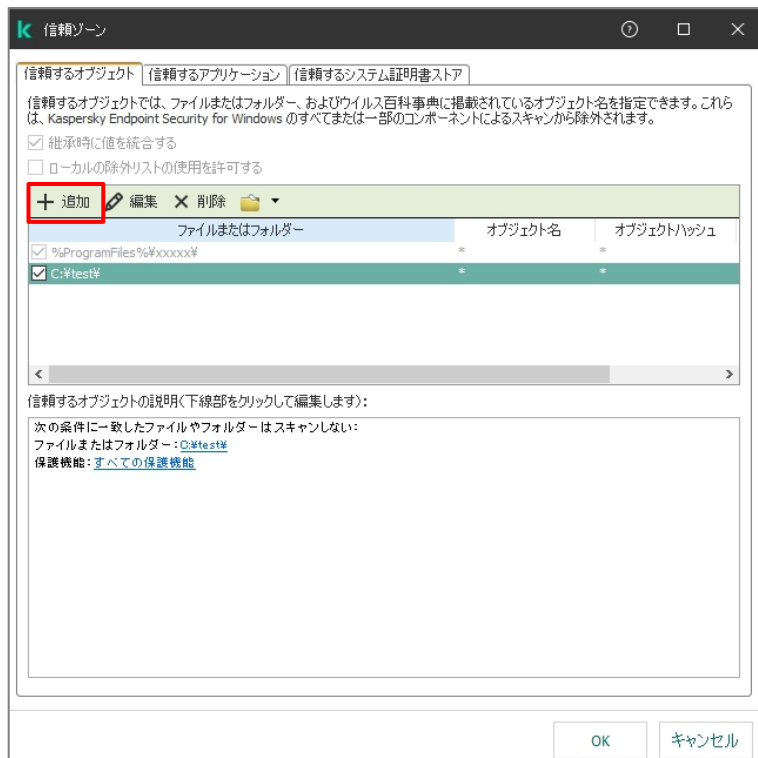 信頼ゾーン
信頼するオブジェクト 信頼するアプリケーション 信頼するシステム証明書ストア
信頼するオブジェクトでは、ファイルまたはフォルダー、およびウイルス百科事典に掲載されているオブジェクト名を指定できます。これら
は、Kaspersky Endpoint Security for Windows のすべてまたは一部のコンポーネントによるスキャンから除外されます。
継承時に値を統合する
ローカルの除外リストの使用を許可する
追加 編集 削除
ファイルまたはフォルダー オブジェクト名 オブジェクトハッシュ
%ProgramFiles%¥xxxxx¥ * *
C:¥test¥ * *
信頼するオブジェクトの説明(下線部をクリックして編集します):
次の条件に一致したファイルやフォルダーはスキャンしない:
ファイルまたはフォルダー:C:¥test¥
保護機能:すべての保護機能
OK キャンセル